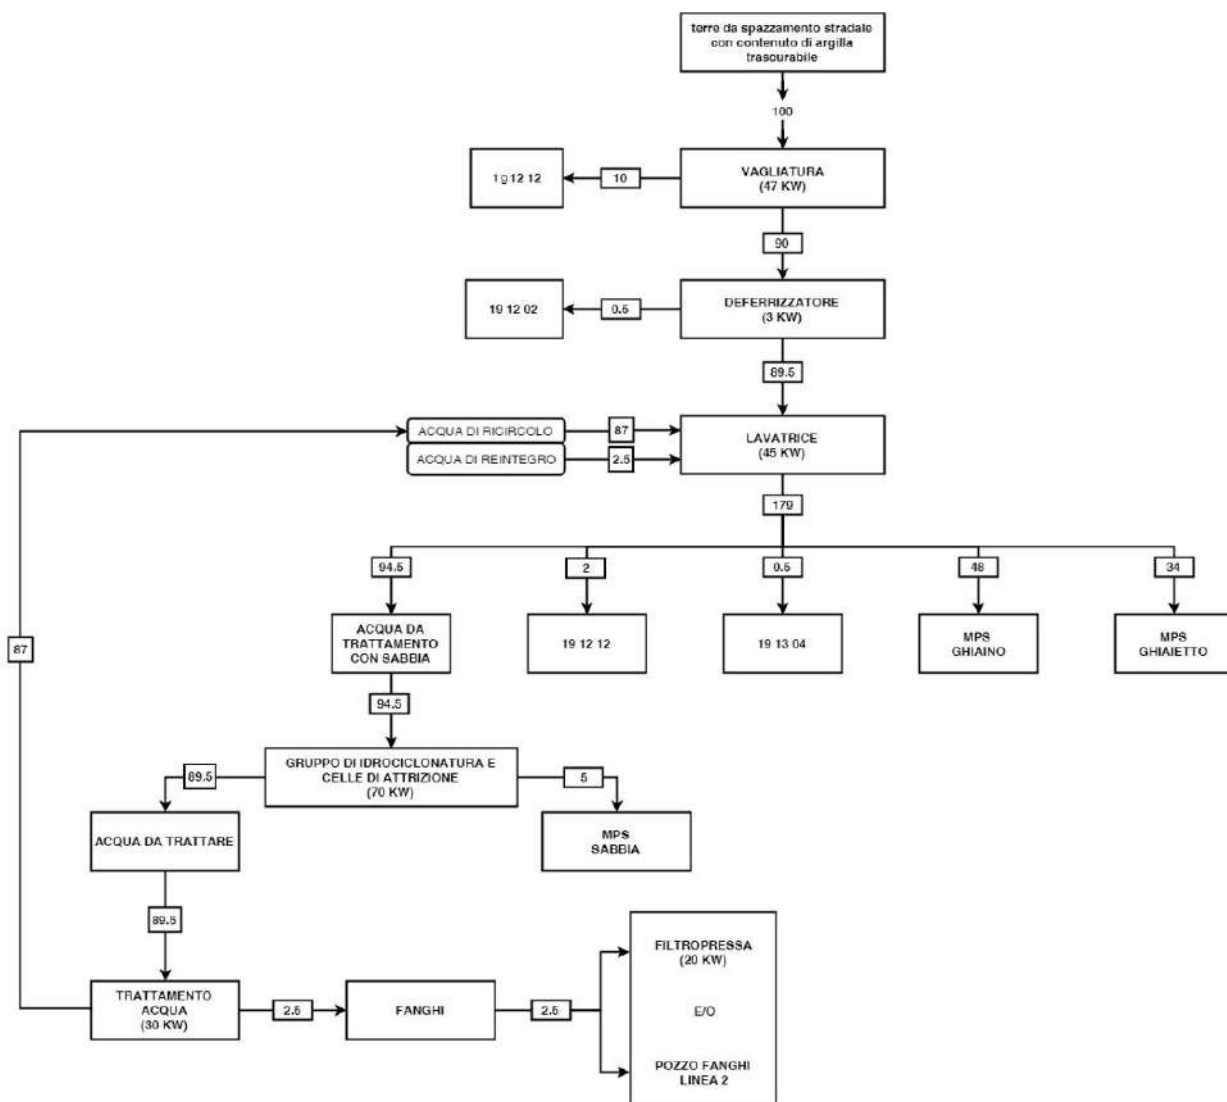 terre da spazzamento stradale
con contenuto di argilla
trascurabile
100
19 12 12
10
VAGLIATURA
(47 KW)
90
19 12 02
0.5
DEFERRIZZATORE
(3 KW)
89.5
ACQUA DI RICIRCOLO
87
ACQUA DI REINTEGRO
2.5
LAVATRICE
(45 KW)
179
94.5
2
0.5
48
34
ACQUA DA
TRATTAMENTO
CON SABBIA
19 12 12
19 13 04
MPS
GHIAINO
MPS
GHIAIETTO
87
94.5
GRUPPO DI IDROCICLONATURA E
CELLE DI ATTRIZIONE
(70 KW)
89.5
5
ACQUA DA TRATTARE
MPS
SABBIA
89.5
TRATTAMENTO
ACQUA
(30 KW)
2.5
FANGHI
2.5
FILTROPRESSA
(20 KW)
E/O
POZZO FANGHI
LINEA 2